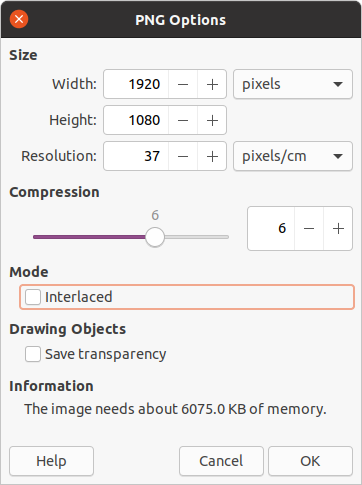 PNG Options
Size
Width: 1920 − + pixels
Height: 1080 − +
Resolution: 37 − + pixels/cm
Compression
6
6 − +
Mode
Interlaced
Drawing Objects
Save transparency
Information
The image needs about 6075.0 KB of memory.
Help Cancel OK